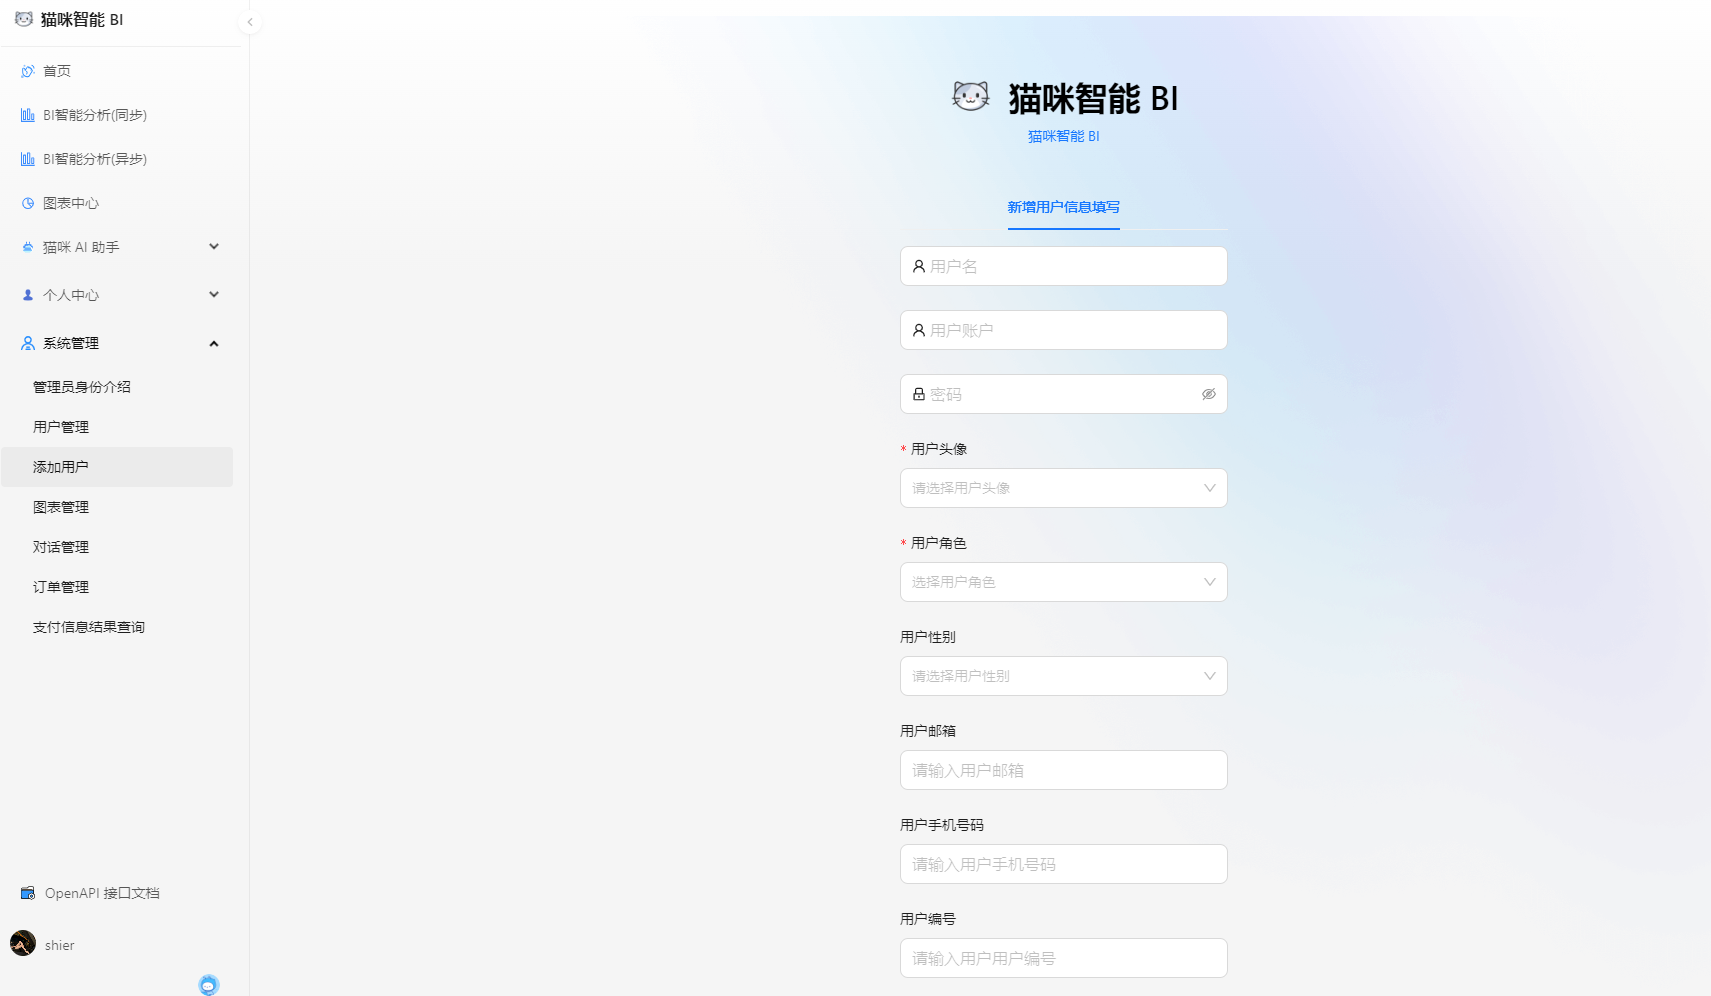 猫咪智能 BI
首页
BI智能分析(同步)
BI智能分析(异步)
图表中心
猫咪 AI 助手
个人中心
系统管理
管理员身份介绍
用户管理
添加用户
图表管理
对话管理
订单管理
支付信息结果查询
OpenAPI 接口文档
shier
猫咪智能 BI
猫咪智能 BI
新增用户信息填写
用户名
用户账户
密码
* 用户头像
请选择用户头像
* 用户角色
选择用户角色
用户性别
请选择用户性别
用户邮箱
请输入用户邮箱
用户手机号码
请输入用户手机号码
用户编号
请输入用户用户编号